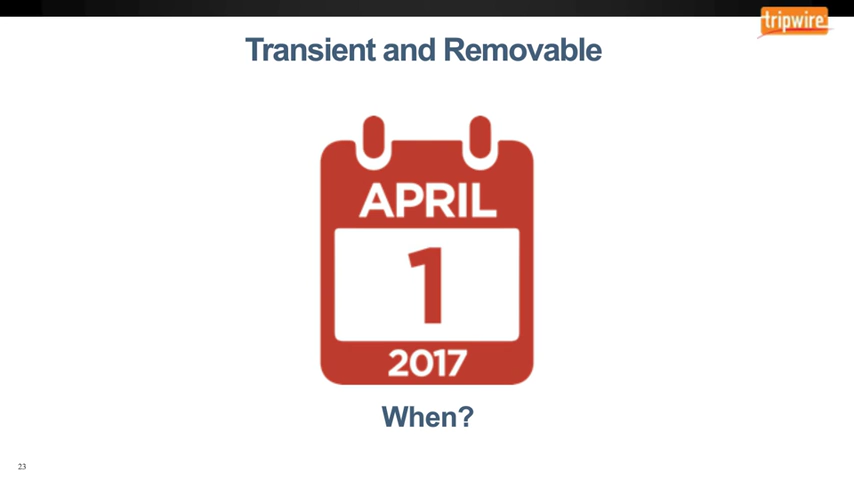 tripwire
Transient and Removable
APRIL
1
2017
When?
23